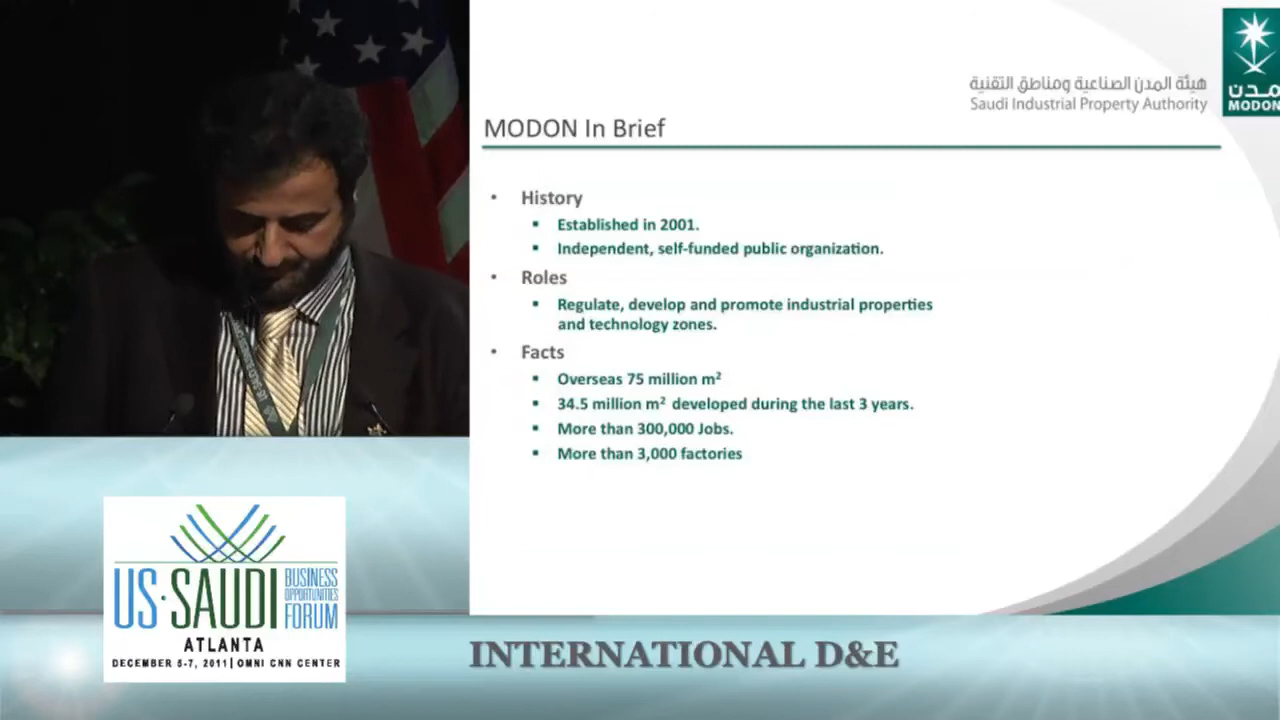 هيئة المدن الصناعية ومناطق التقنية
Saudi Industrial Property Authority
مدن
MODON
MODON In Brief
• History
▪ Established in 2001.
▪ Independent, self-funded public organization.
• Roles
▪ Regulate, develop and promote industrial properties
and technology zones.
• Facts
▪ Overseas 75 million m²
▪ 34.5 million m² developed during the last 3 years.
▪ More than 300,000 Jobs.
▪ More than 3,000 factories
US·SAUDI
BUSINESS
OPPORTUNITIES
FORUM
ATLANTA
DECEMBER 5-7, 2011 | OMNI CNN CENTER
INTERNATIONAL D&E